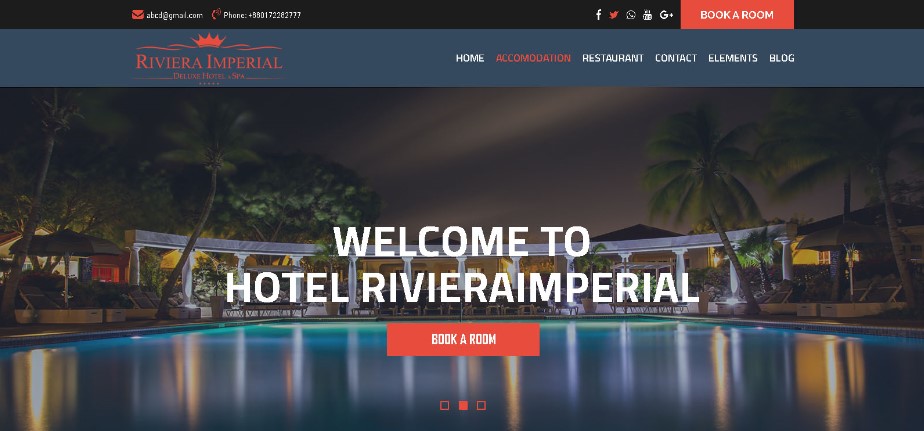 abcd@gmail.com Phone: +880172282777
BOOK A ROOM
RIVIERA IMPERIAL
DELUXE HOTEL & SPA
HOME ACCOMODATION RESTAURANT CONTACT ELEMENTS BLOG
WELCOME TO
HOTEL RIVIERAIMPERIAL
BOOK A ROOM